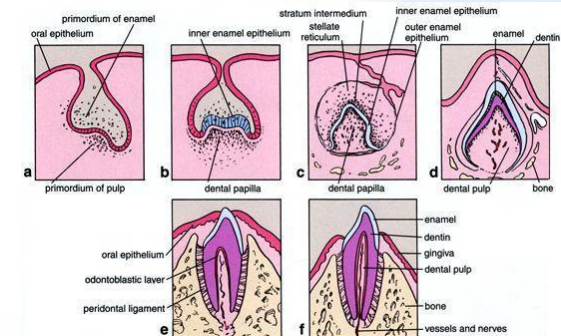 primordium of enamel
oral epithelium
inner enamel epithelium
stratum intermedium
stellate
reticulum
inner enamel epithelium
outer enamel
epithelium
enamel
dentin
a
b
c
d
primordium of pulp
dental papilla
dental papilla
dental pulp
bone
oral epithelium
odontoblastic layer
peridontal ligament
e
f
enamel
dentin
gingiva
dental pulp
bone
vessels and nerves